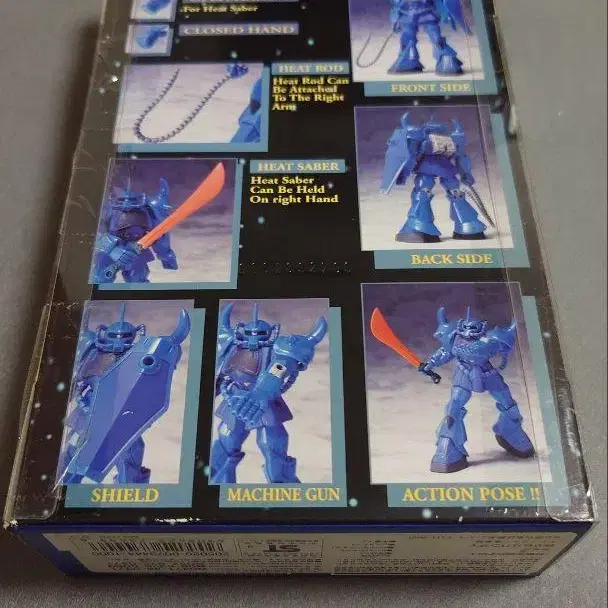 For Heat Saber
CLOSED HAND
HEAT ROD
Heat Rod Can
Be Attached
To The Right
Arm
FRONT SIDE
HEAT SABER
Heat Saber
Can Be Held
On right Hand
BACK SIDE
SHIELD
MACHINE GUN
ACTION POSE !!